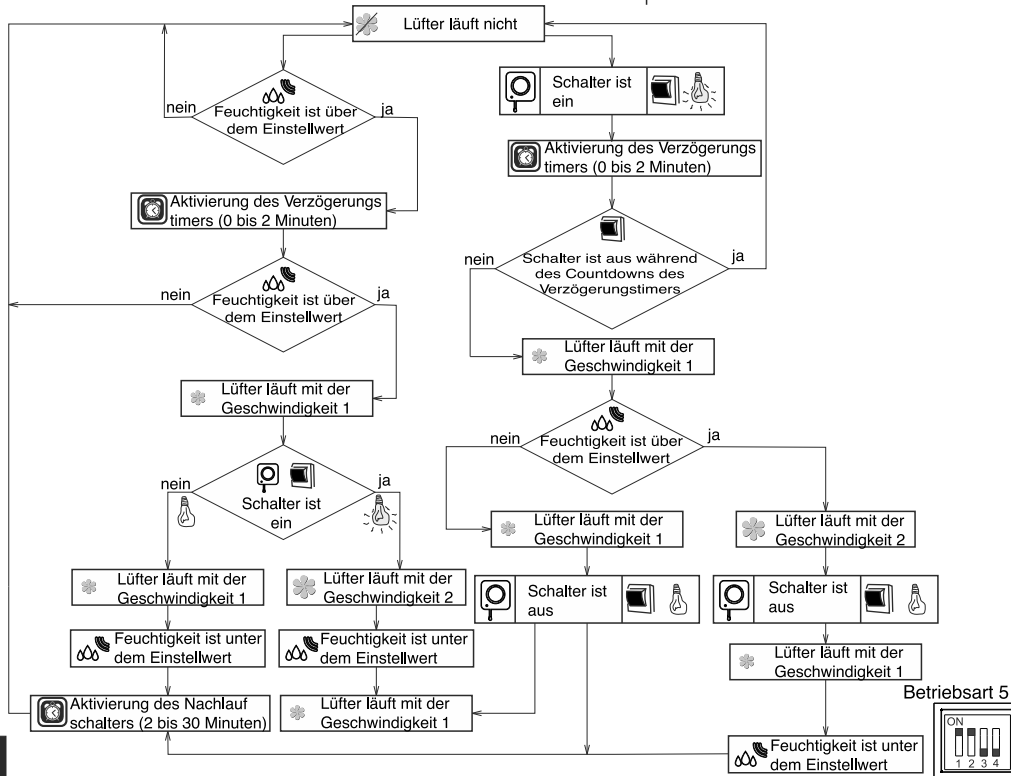 Lüfter läuft nicht
nein
Feuchtigkeit ist über
dem Einstellwert
ja
Aktivierung des Verzögerungs
timers (0 bis 2 Minuten)
nein
Feuchtigkeit ist über
dem Einstellwert
ja
Lüfter läuft mit der
Geschwindigkeit 1
nein
Schalter ist
ein
ja
Lüfter läuft mit der
Geschwindigkeit 1
Lüfter läuft mit der
Geschwindigkeit 2
Feuchtigkeit ist unter
dem Einstellwert
Feuchtigkeit ist unter
dem Einstellwert
Aktivierung des Nachlauf
schalters (2 bis 30 Minuten)
Lüfter läuft mit der
Geschwindigkeit 1
Schalter ist
ein
Aktivierung des Verzögerungs
timers (0 bis 2 Minuten)
nein
Schalter ist aus während
des Countdowns des
Verzögerungstimers
ja
Lüfter läuft mit der
Geschwindigkeit 1
nein
Feuchtigkeit ist über
dem Einstellwert
ja
Lüfter läuft mit der
Geschwindigkeit 1
Lüfter läuft mit der
Geschwindigkeit 2
Schalter ist
aus
Schalter ist
aus
Lüfter läuft mit der
Geschwindigkeit 1
Feuchtigkeit ist unter
dem Einstellwert
Betriebsart 5
ON
1 2 3 4